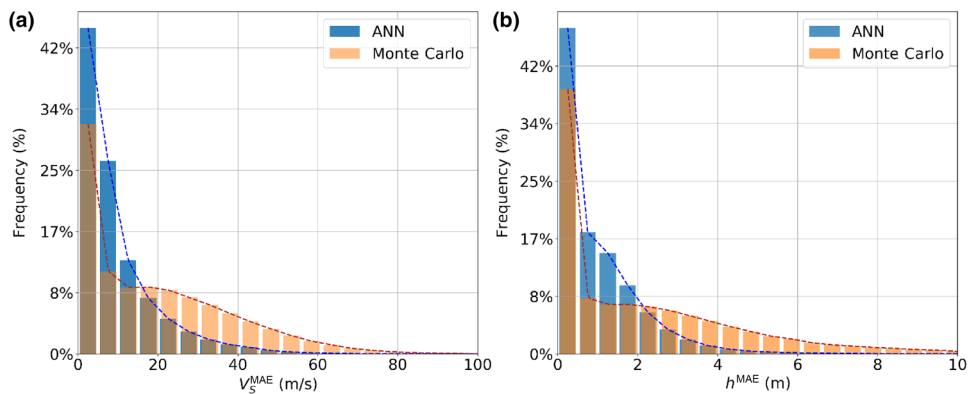 (a)
ANN
Monte Carlo
42%
34%
25%
17%
8%
0%
Frequency (%)
0 20 40 60 80 100
V_S^MAE (m/s)
(b)
ANN
Monte Carlo
42%
34%
25%
17%
8%
0%
Frequency (%)
0 2 4 6 8 10
h^MAE (m)